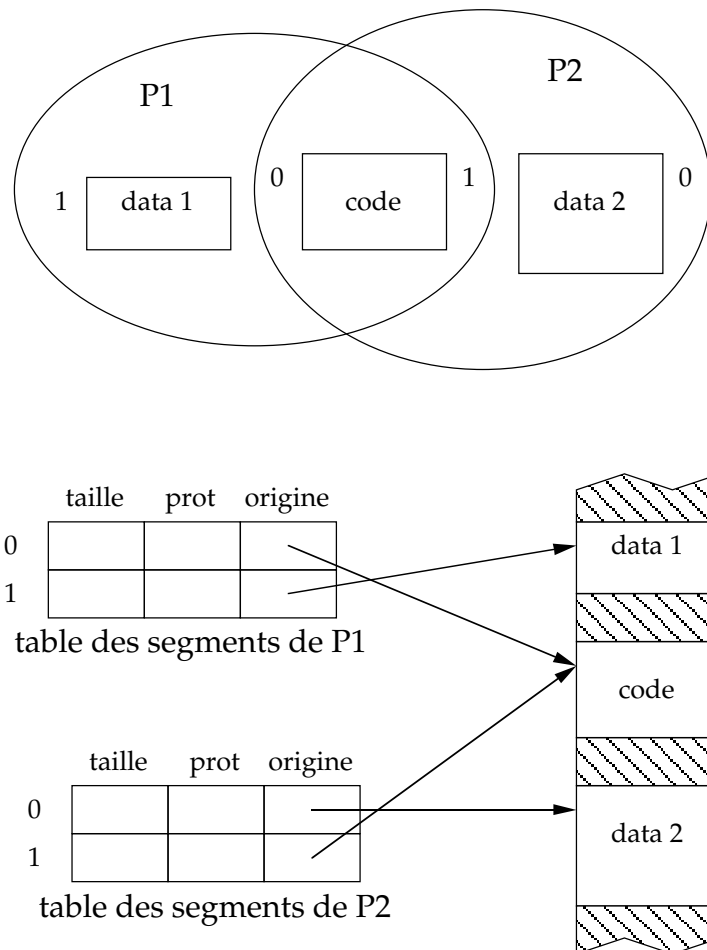 P1
P2
1
data 1
0
code
1
data 2
0
taille prot origine
0
1
table des segments de P1
taille prot origine
0
1
table des segments de P2
data 1
code
data 2